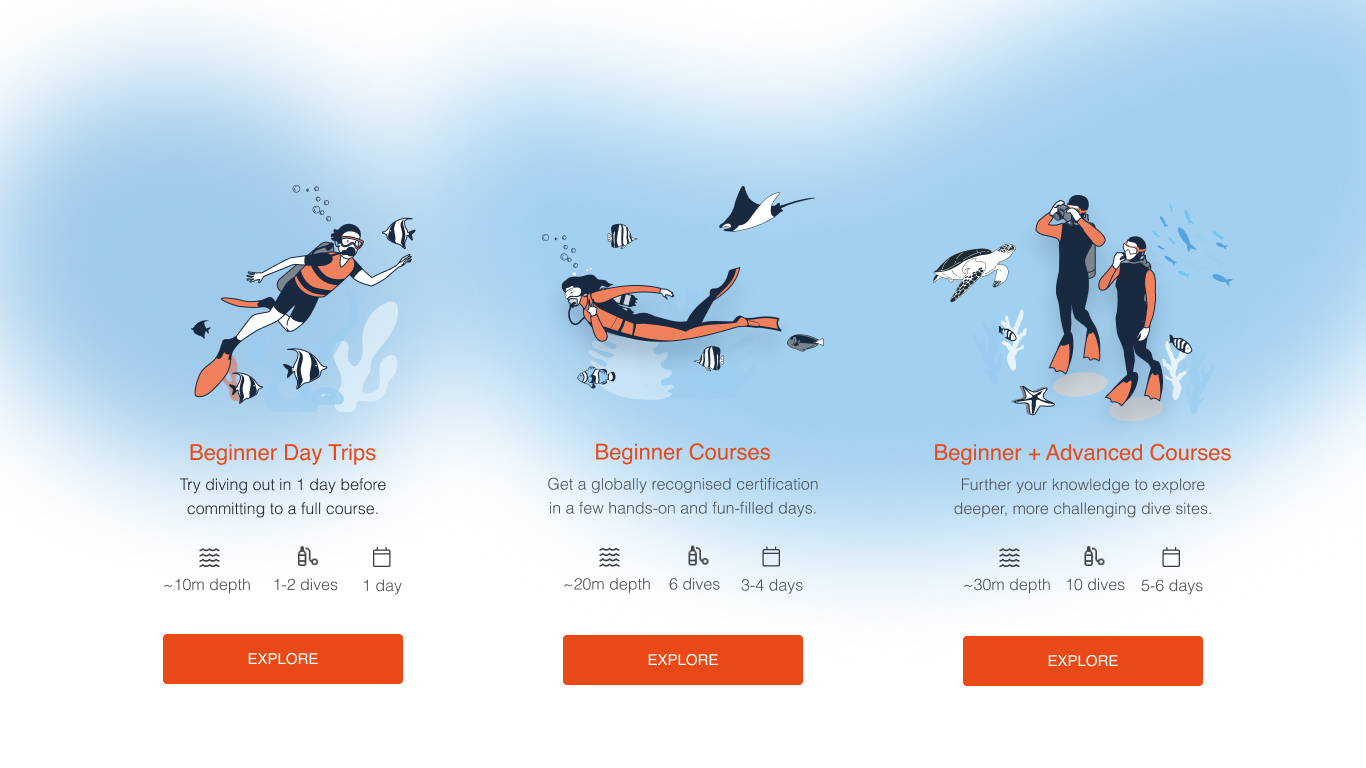 Beginner Day Trips
Try diving out in 1 day before
committing to a full course.
~10m depth
1-2 dives
1 day
EXPLORE
Beginner Courses
Get a globally recognised certification
in a few hands-on and fun-filled days.
~20m depth
6 dives
3-4 days
EXPLORE
Beginner + Advanced Courses
Further your knowledge to explore
deeper, more challenging dive sites.
~30m depth
10 dives
5-6 days
EXPLORE